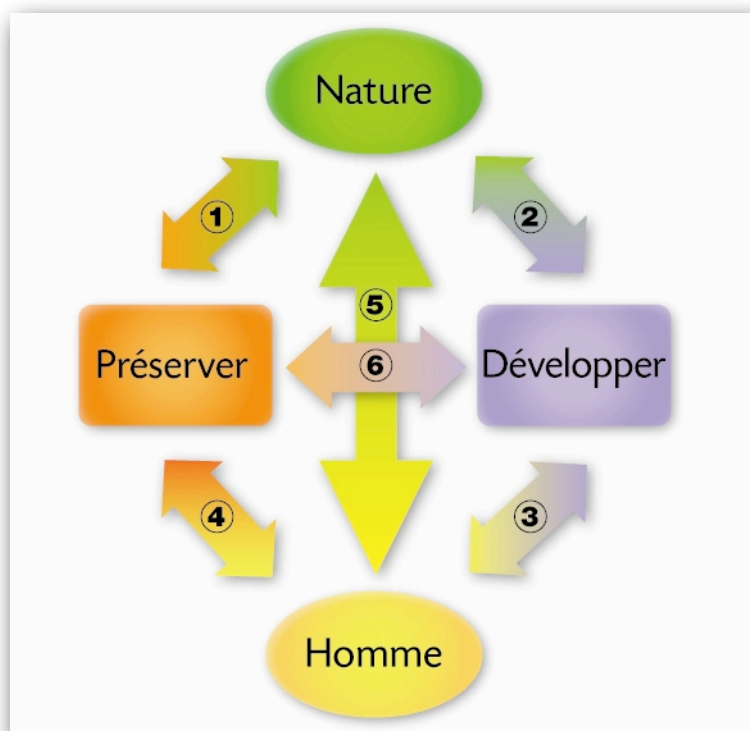 Nature
① ②
⑤
Préserver ⑥ Développer
④ ③
Homme